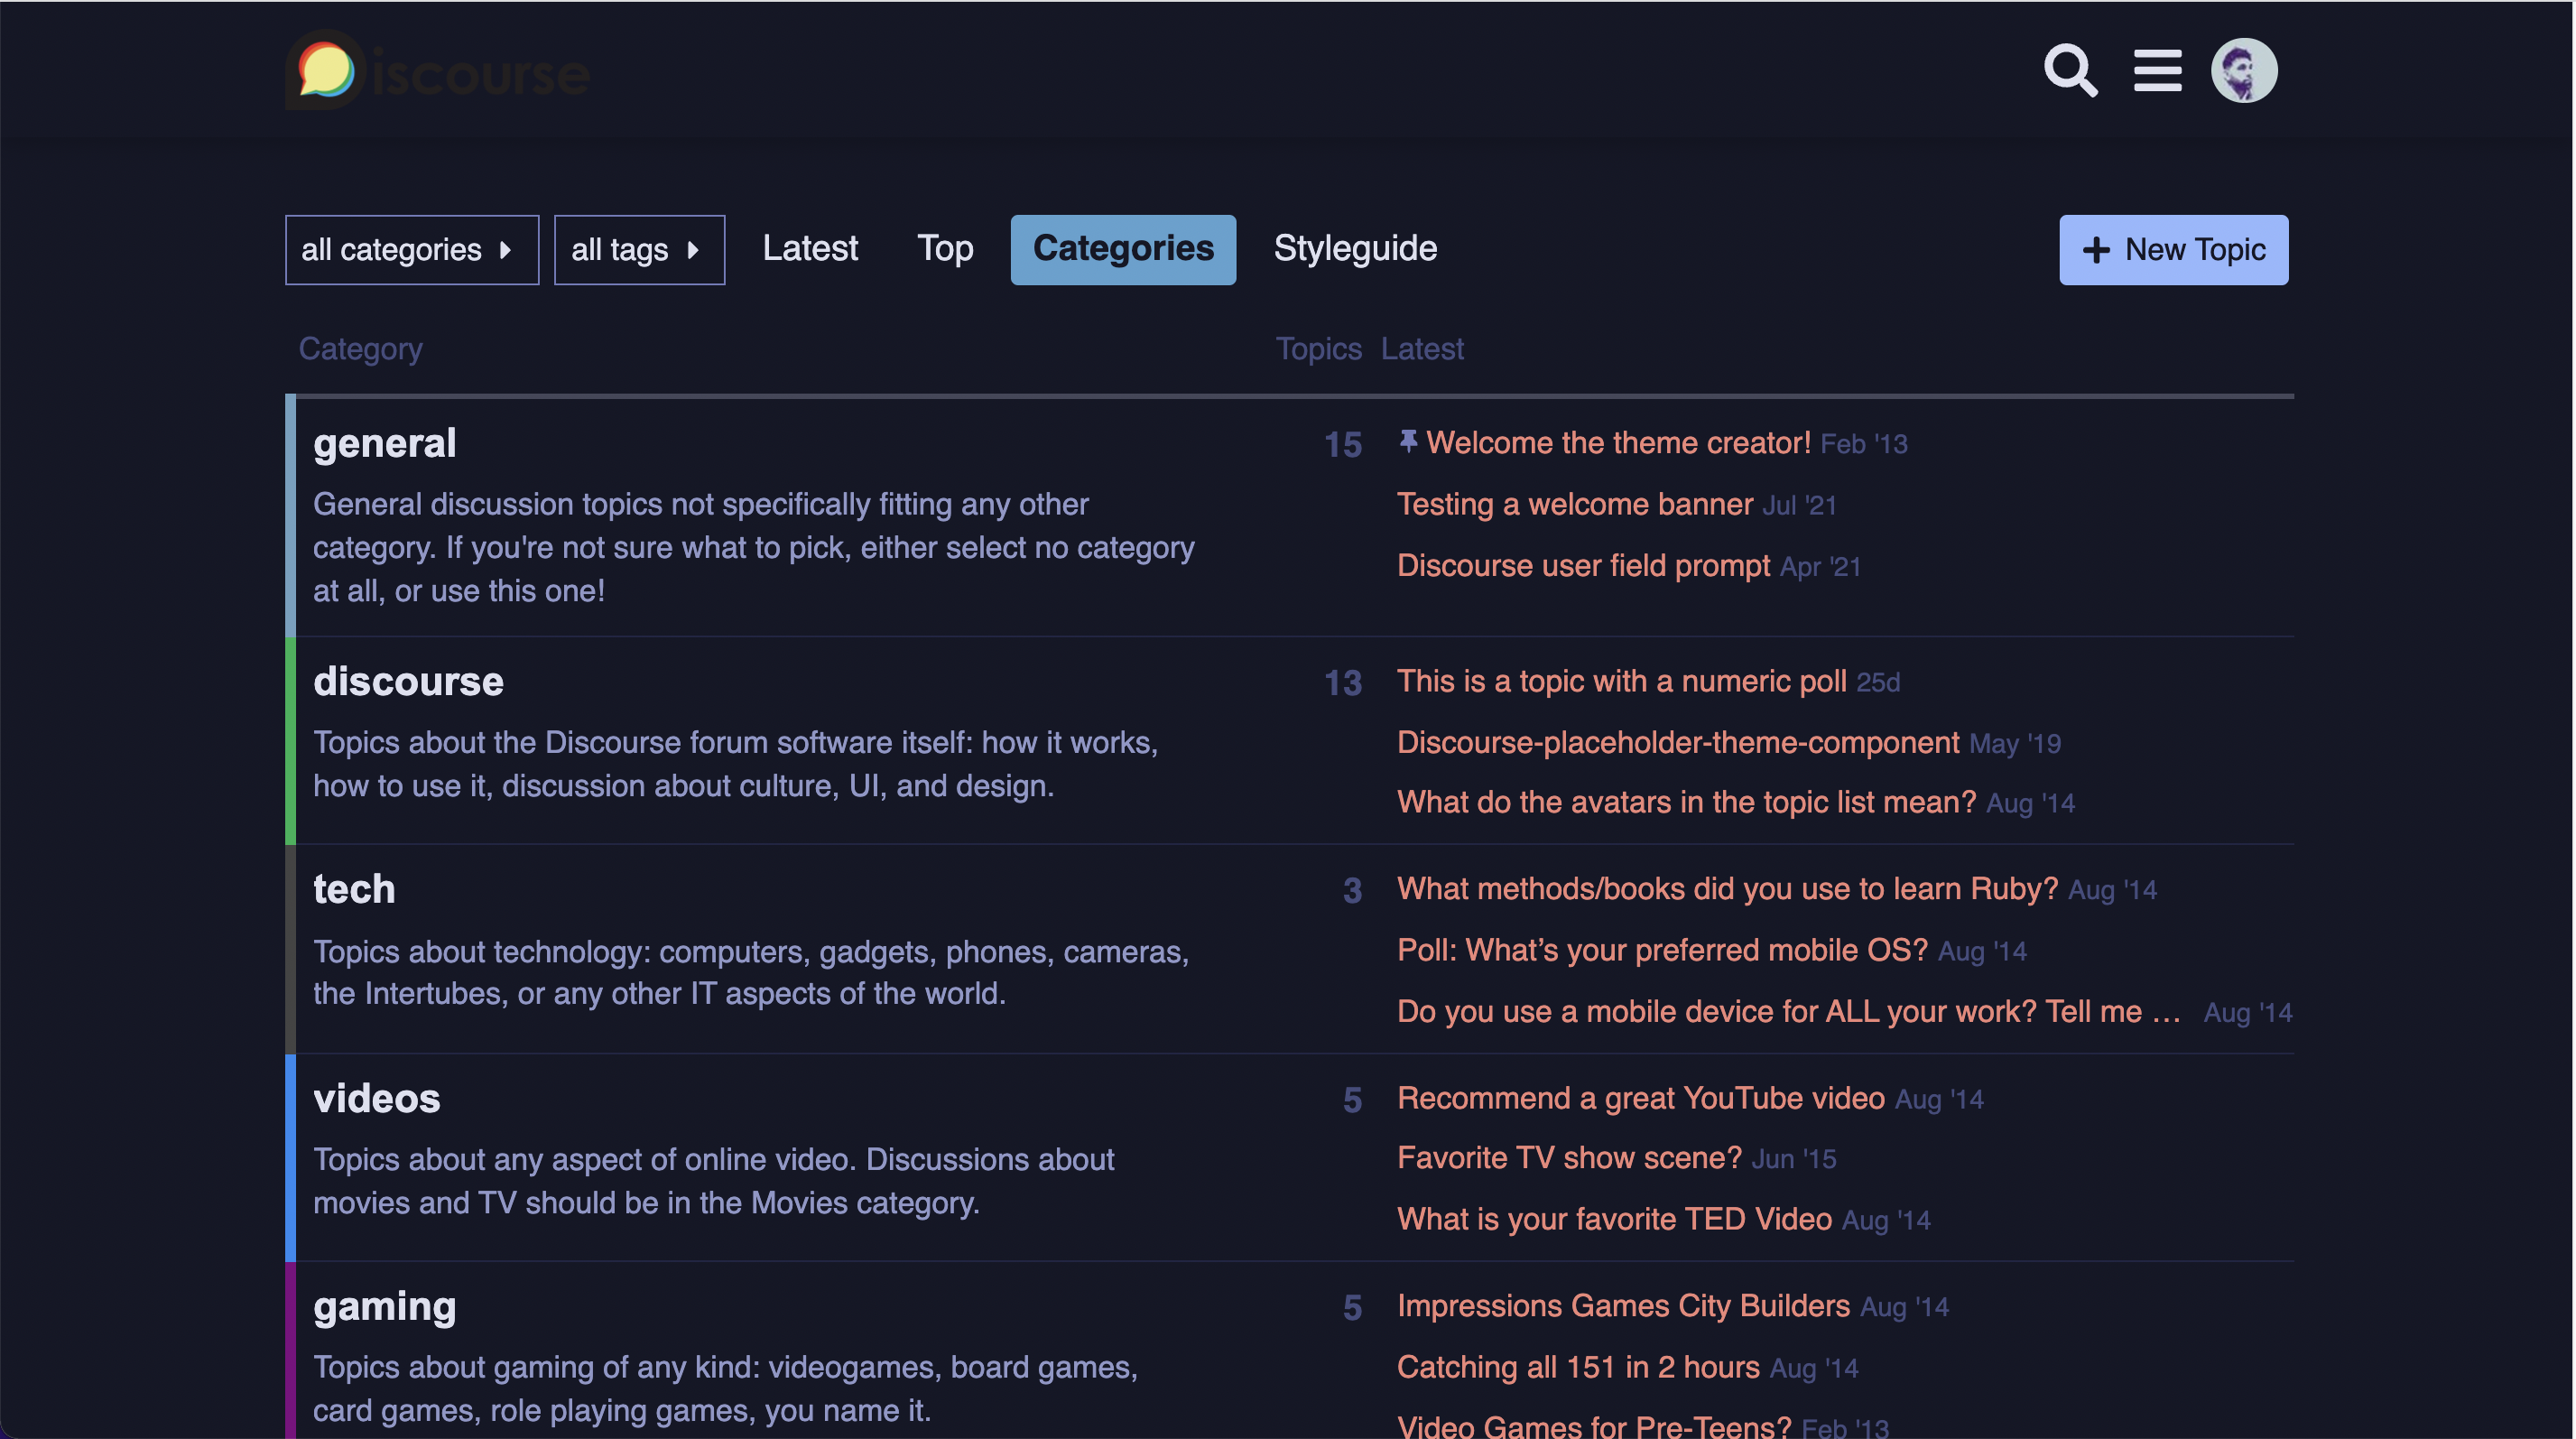 Discourse
all categories
all tags
Latest
Top
Categories
Styleguide
+ New Topic
Category
Topics
Latest
general
General discussion topics not specifically fitting any other
category. If you're not sure what to pick, either select no category
at all, or use this one!
15
Welcome the theme creator! Feb '13
Testing a welcome banner Jul '21
Discourse user field prompt Apr '21
discourse
Topics about the Discourse forum software itself: how it works,
how to use it, discussion about culture, UI, and design.
13
This is a topic with a numeric poll 25d
Discourse-placeholder-theme-component May '19
What do the avatars in the topic list mean? Aug '14
tech
Topics about technology: computers, gadgets, phones, cameras,
the Intertubes, or any other IT aspects of the world.
3
What methods/books did you use to learn Ruby? Aug '14
Poll: What’s your preferred mobile OS? Aug '14
Do you use a mobile device for ALL your work? Tell me … Aug '14
videos
Topics about any aspect of online video. Discussions about
movies and TV should be in the Movies category.
5
Recommend a great YouTube video Aug '14
Favorite TV show scene? Jun '15
What is your favorite TED Video Aug '14
gaming
Topics about gaming of any kind: videogames, board games,
card games, role playing games, you name it.
5
Impressions Games City Builders Aug '14
Catching all 151 in 2 hours Aug '14
Video Games for Pre-Teens? Feb '13